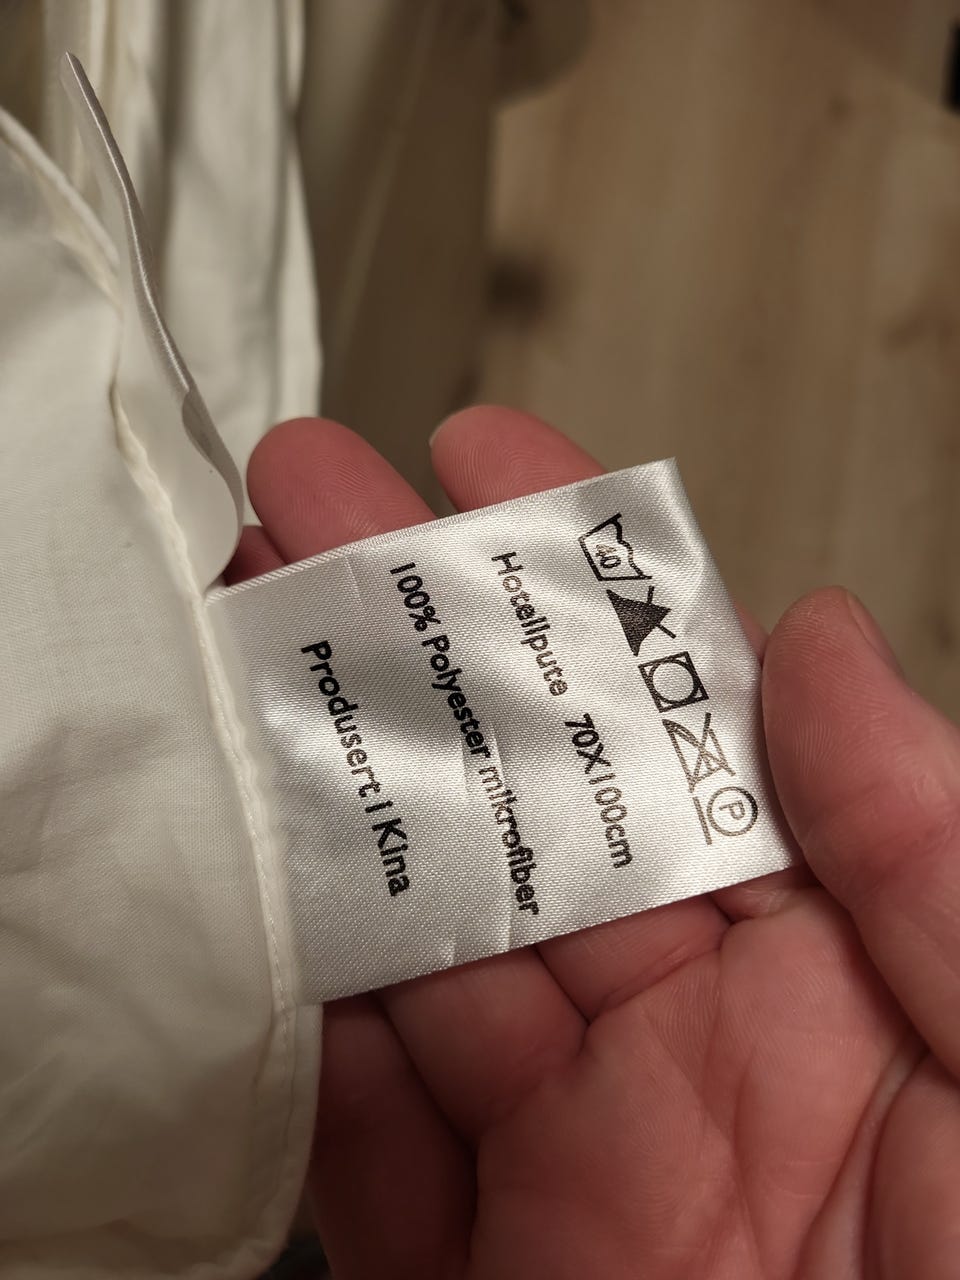 40
P
Hotellpute 70X100cm
100% Polyester mikrofiber
Produsert i Kina